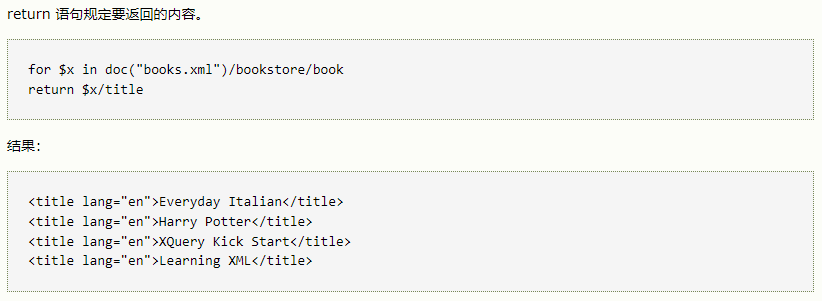 return 语句规定要返回的内容。
for $x in doc("books.xml")/bookstore/book
return $x/title
结果：
<title lang="en">Everyday Italian</title>
<title lang="en">Harry Potter</title>
<title lang="en">XQuery Kick Start</title>
<title lang="en">Learning XML</title>